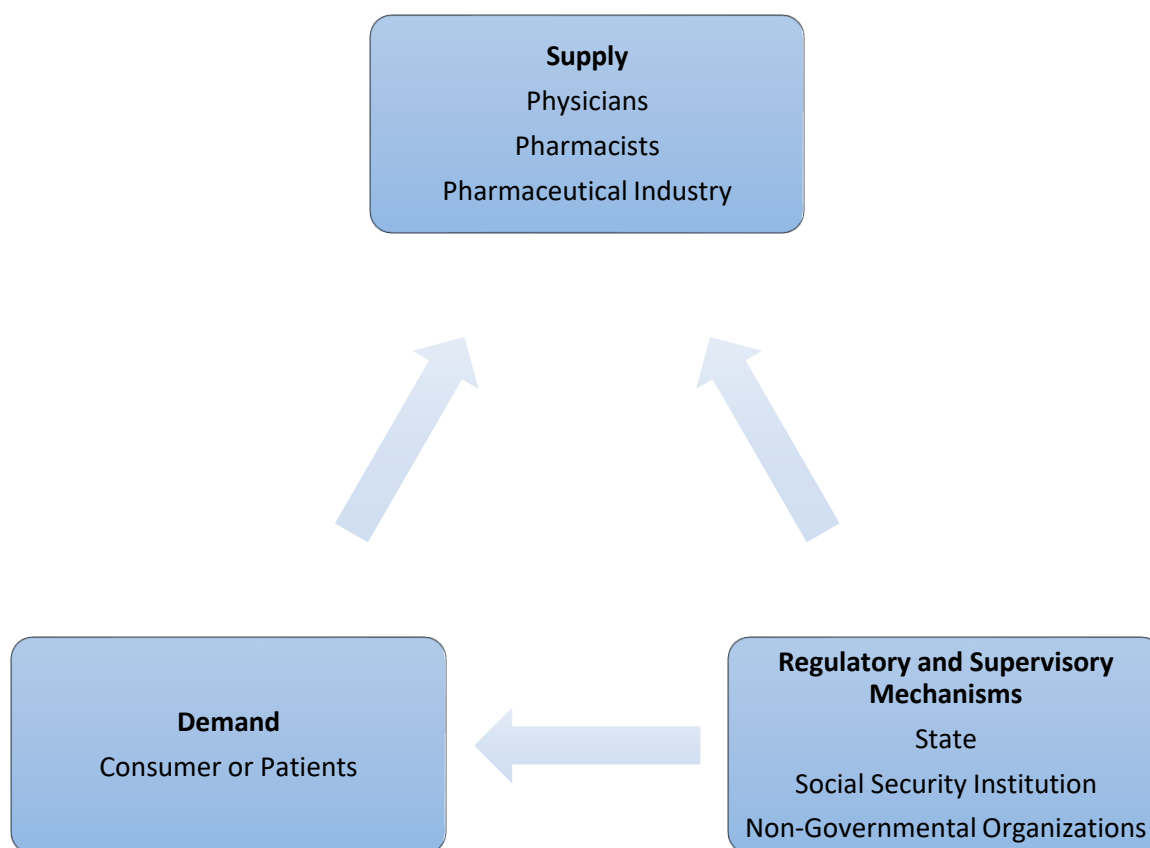 Supply
Physicians
Pharmacists
Pharmaceutical Industry
Demand
Consumer or Patients
Regulatory and Supervisory
Mechanisms
State
Social Security Institution
Non-Governmental Organizations